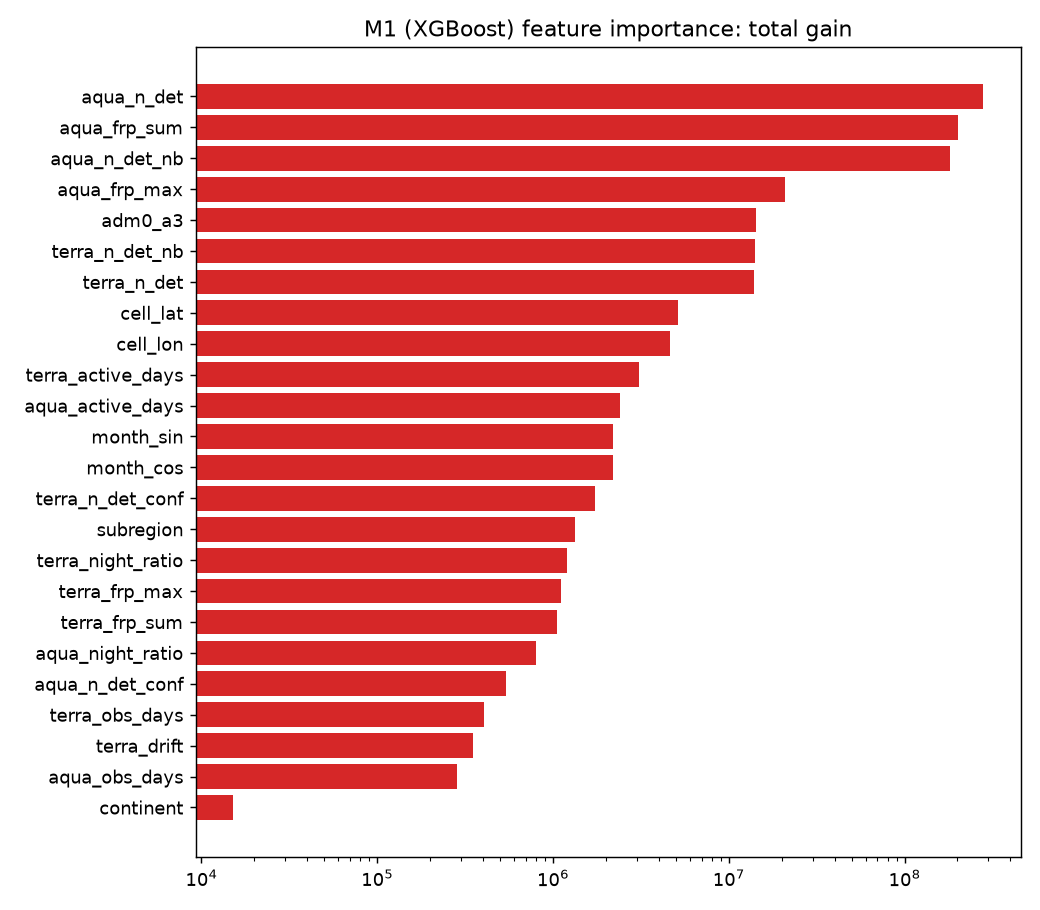 M1 (XGBoost) feature importance: total gain
aqua_n_det
aqua_frp_sum
aqua_n_det_nb
aqua_frp_max
adm0_a3
terra_n_det_nb
terra_n_det
cell_lat
cell_lon
terra_active_days
aqua_active_days
month_sin
month_cos
terra_n_det_conf
subregion
terra_night_ratio
terra_frp_max
terra_frp_sum
aqua_night_ratio
aqua_n_det_conf
terra_obs_days
terra_drift
aqua_obs_days
continent
10⁴ 10⁵ 10⁶ 10⁷ 10⁸